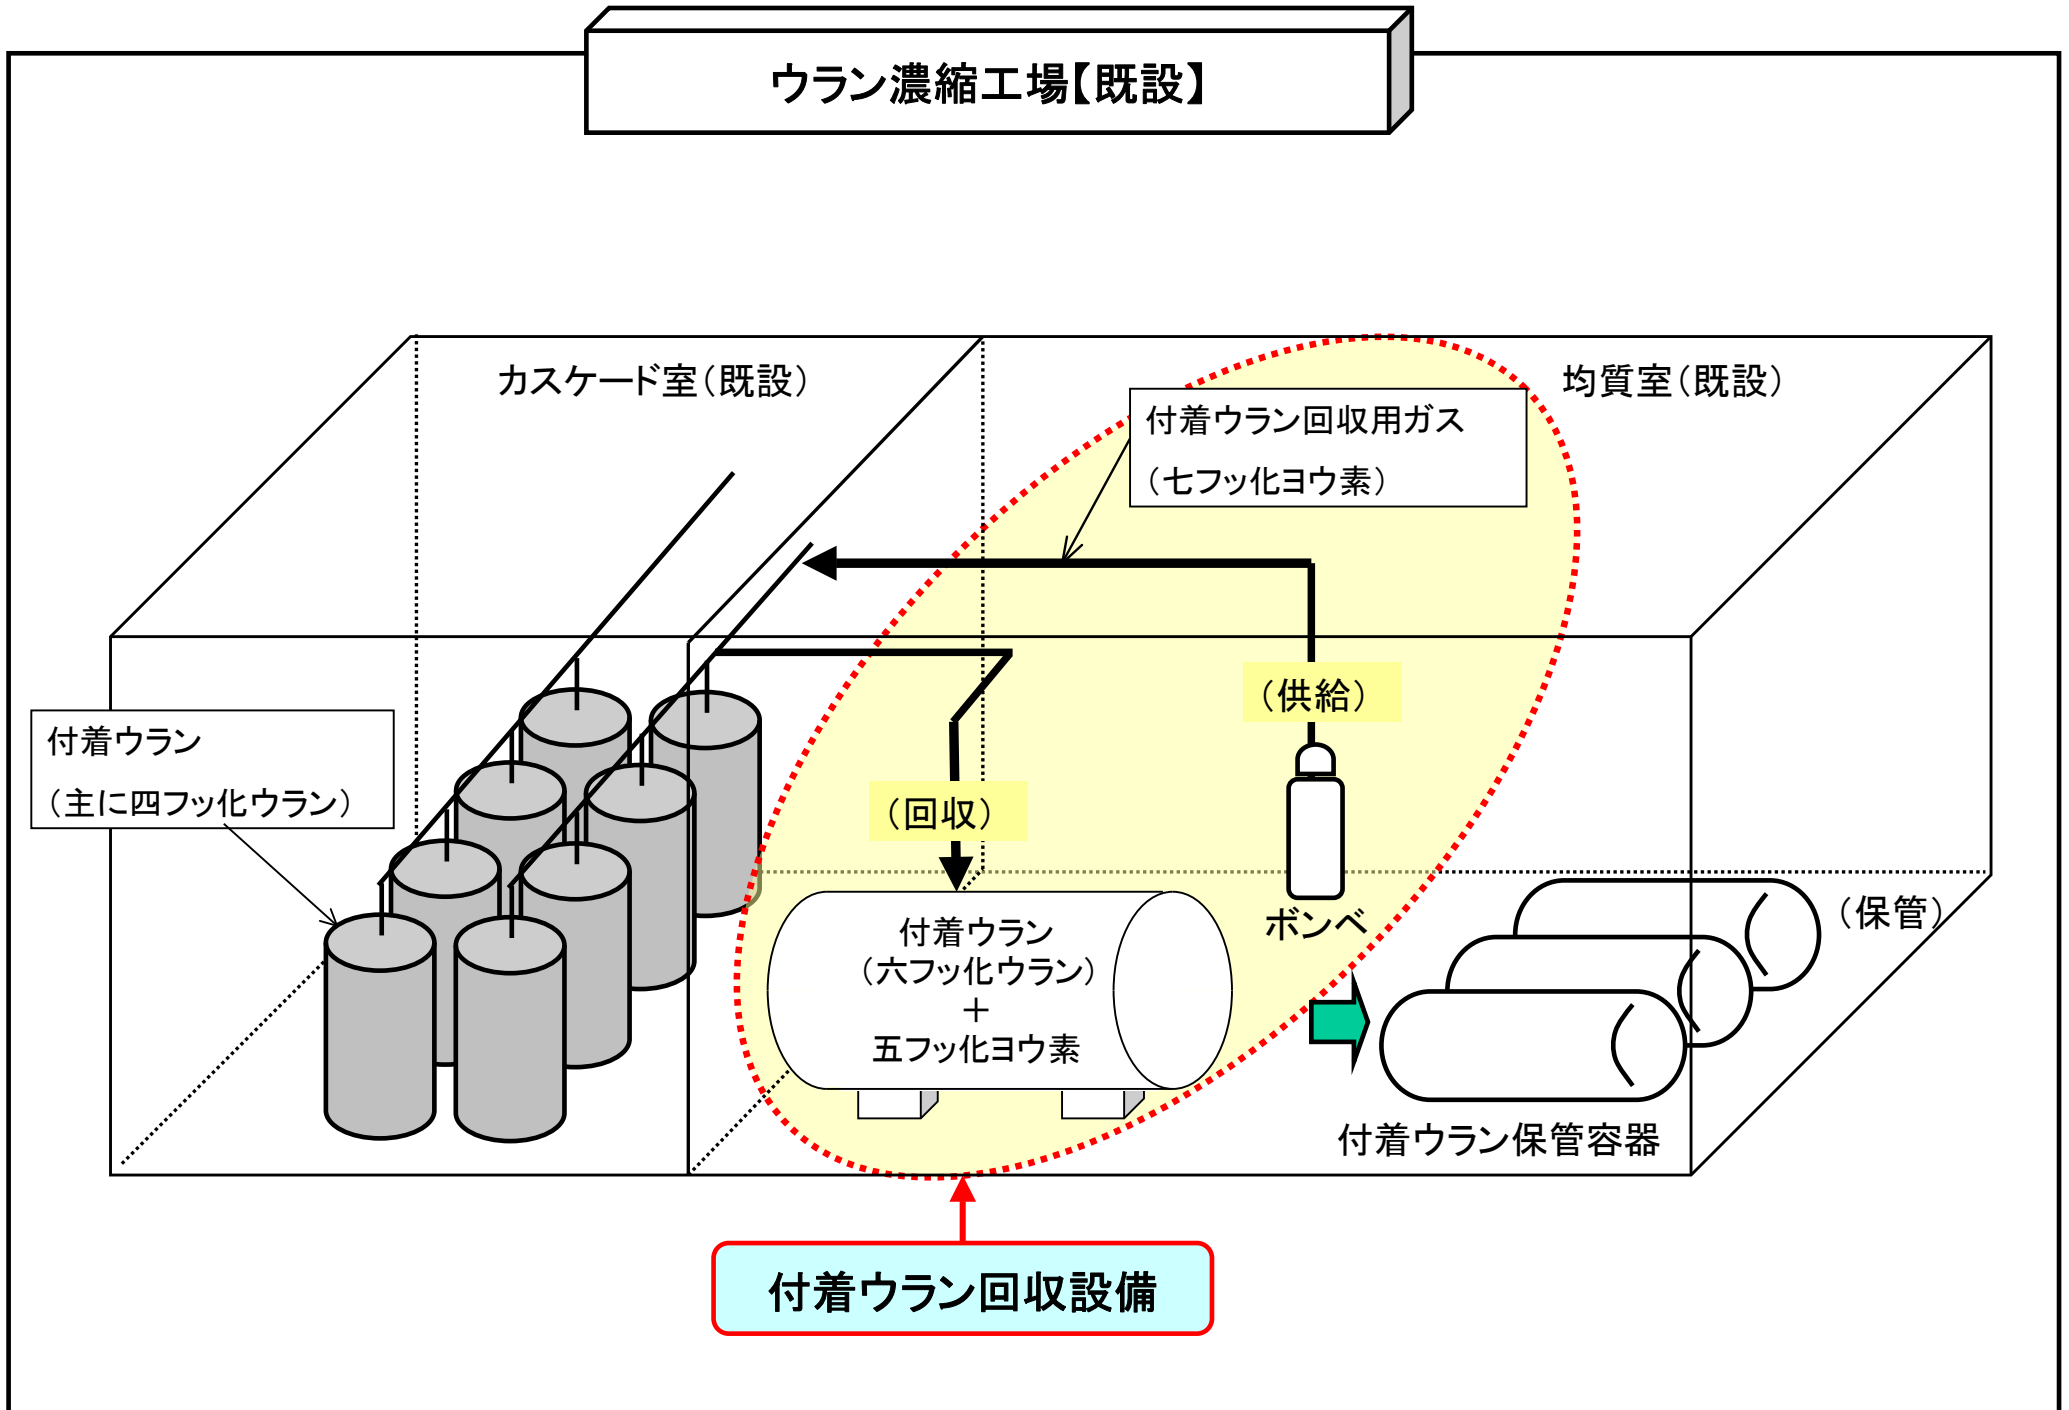 ウラン濃縮工場【既設】
カスケード室（既設）
均質室（既設）
付着ウラン回収用ガス
（七フッ化ヨウ素）
（供給）
付着ウラン
（主に四フッ化ウラン）
（回収）
ボンベ
（保管）
付着ウラン
（六フッ化ウラン）
＋
五フッ化ヨウ素
付着ウラン保管容器
付着ウラン回収設備